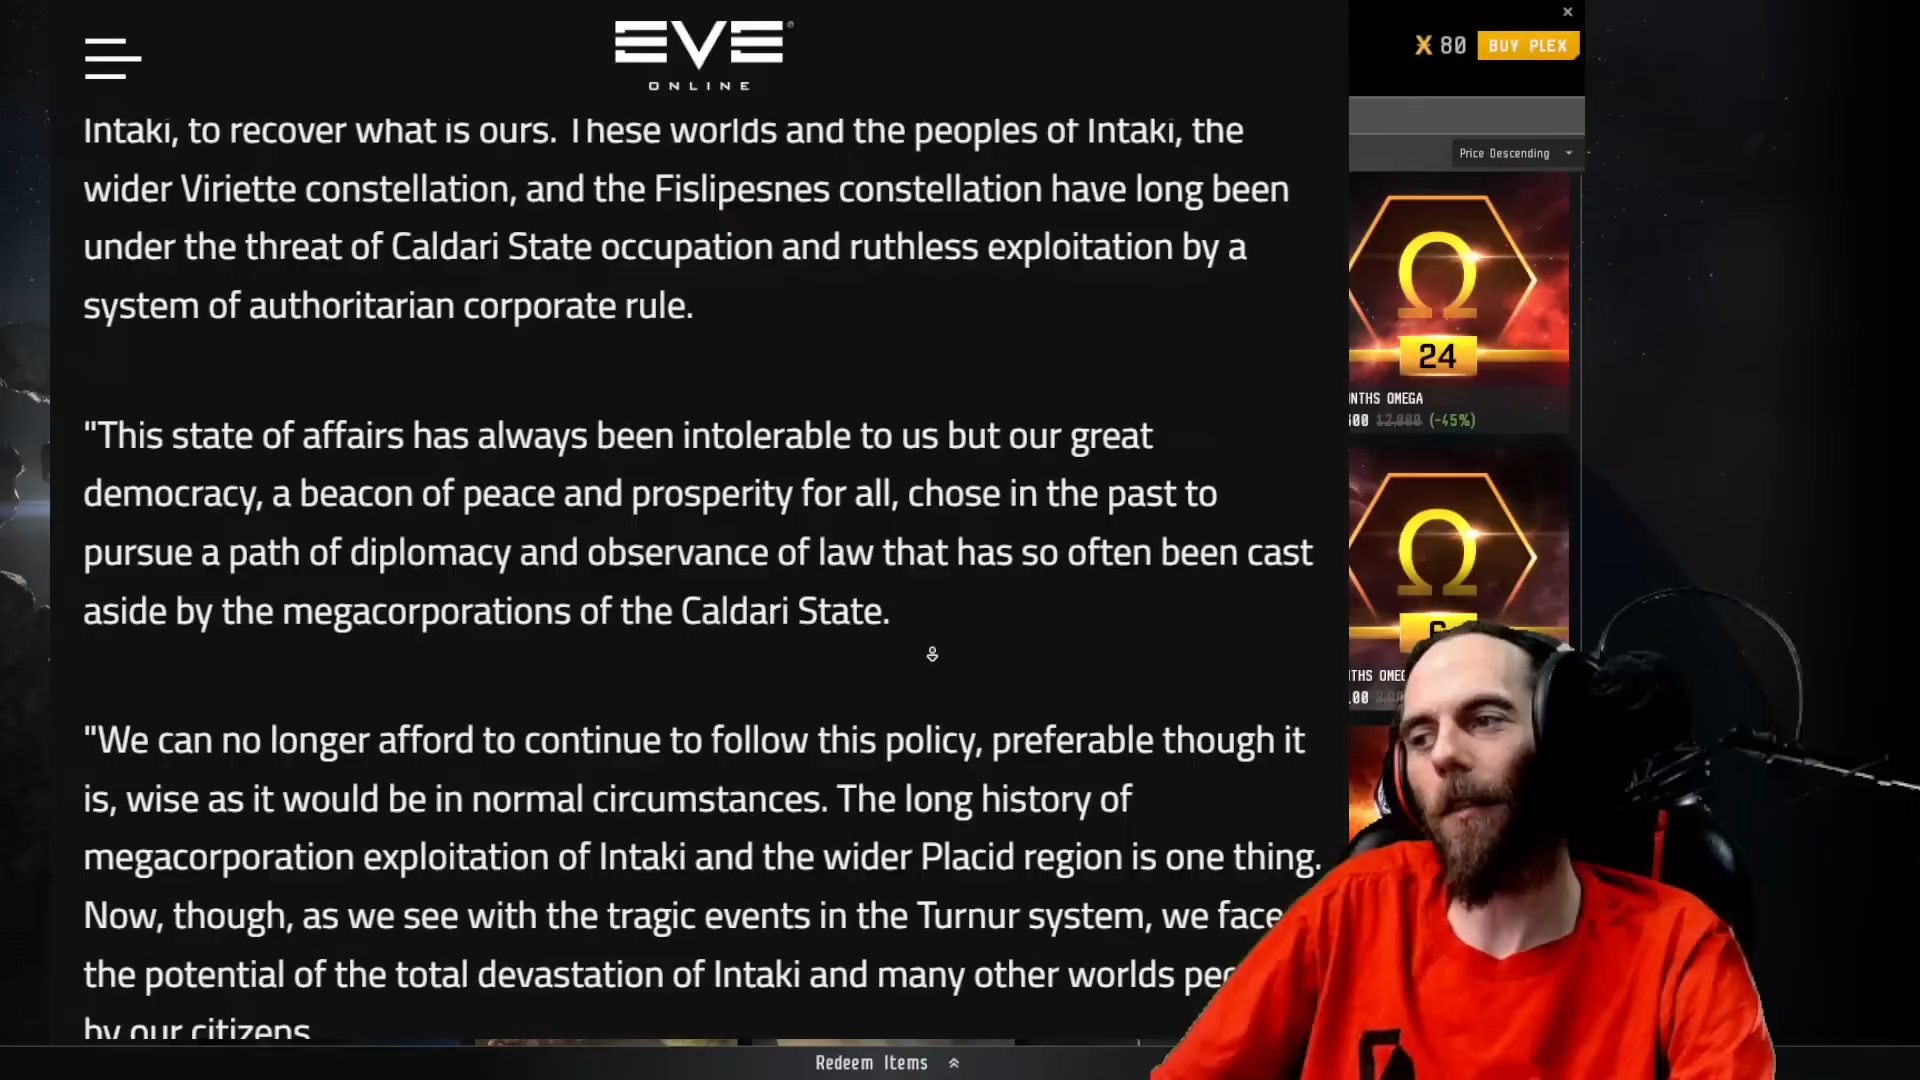 EVE
ONLINE
×
80
BUY PLEX
Price Descending
Intaki, to recover what is ours. These worlds and the peoples of Intaki, the
wider Viriette constellation, and the Fislipesnes constellation have long been
under the threat of Caldari State occupation and ruthless exploitation by a
system of authoritarian corporate rule.
"This state of affairs has always been intolerable to us but our great
democracy, a beacon of peace and prosperity for all, chose in the past to
pursue a path of diplomacy and observance of law that has so often been cast
aside by the megacorporations of the Caldari State.
"We can no longer afford to continue to follow this policy, preferable though it
is, wise as it would be in normal circumstances. The long history of
megacorporation exploitation of Intaki and the wider Placid region is one thing.
Now, though, as we see with the tragic events in the Turnur system, we face
the potential of the total devastation of Intaki and many other worlds
by our citizens
Ω
24
OMEGA
(-45%)
Ω
Redeem Items